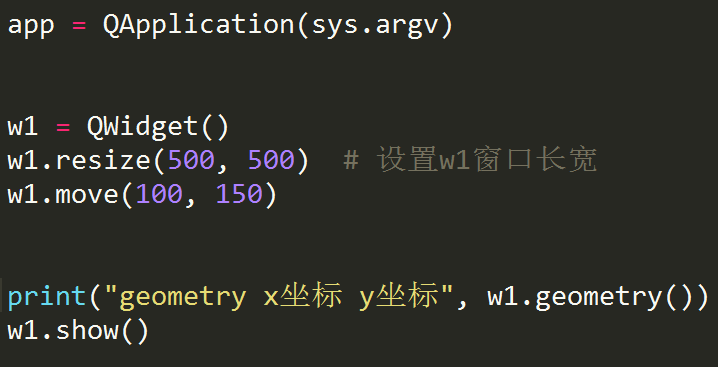 app = QApplication(sys.argv)
w1 = QWidget()
w1.resize(500, 500)  # 设置w1窗口长宽
w1.move(100, 150)
print("geometry x坐标 y坐标", w1.geometry())
w1.show()